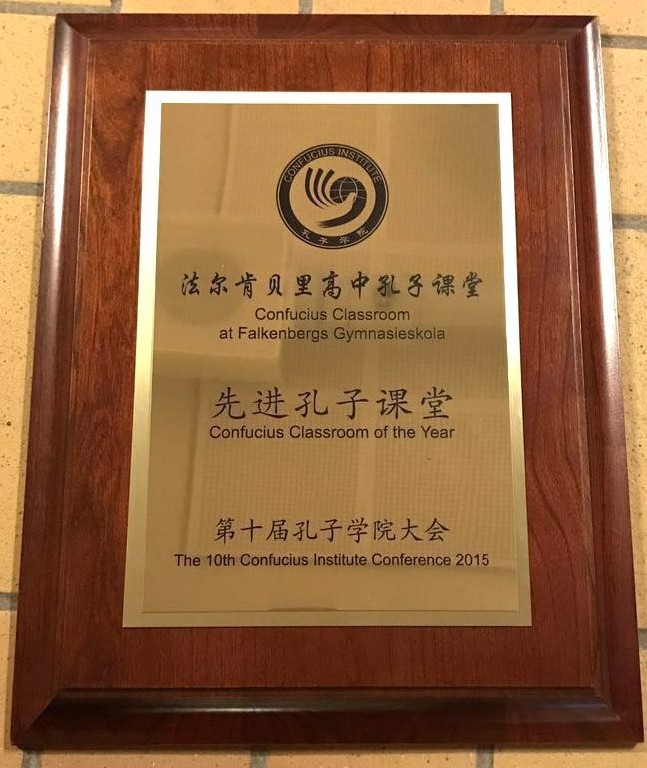 CONFUCIUS INSTITUTE
孔子学院
法尔肯贝里高中孔子课堂
Confucius Classroom
at Falkenbergs Gymnasieskola
先进孔子课堂
Confucius Classroom of the Year
第十届孔子学院大会
The 10th Confucius Institute Conference 2015